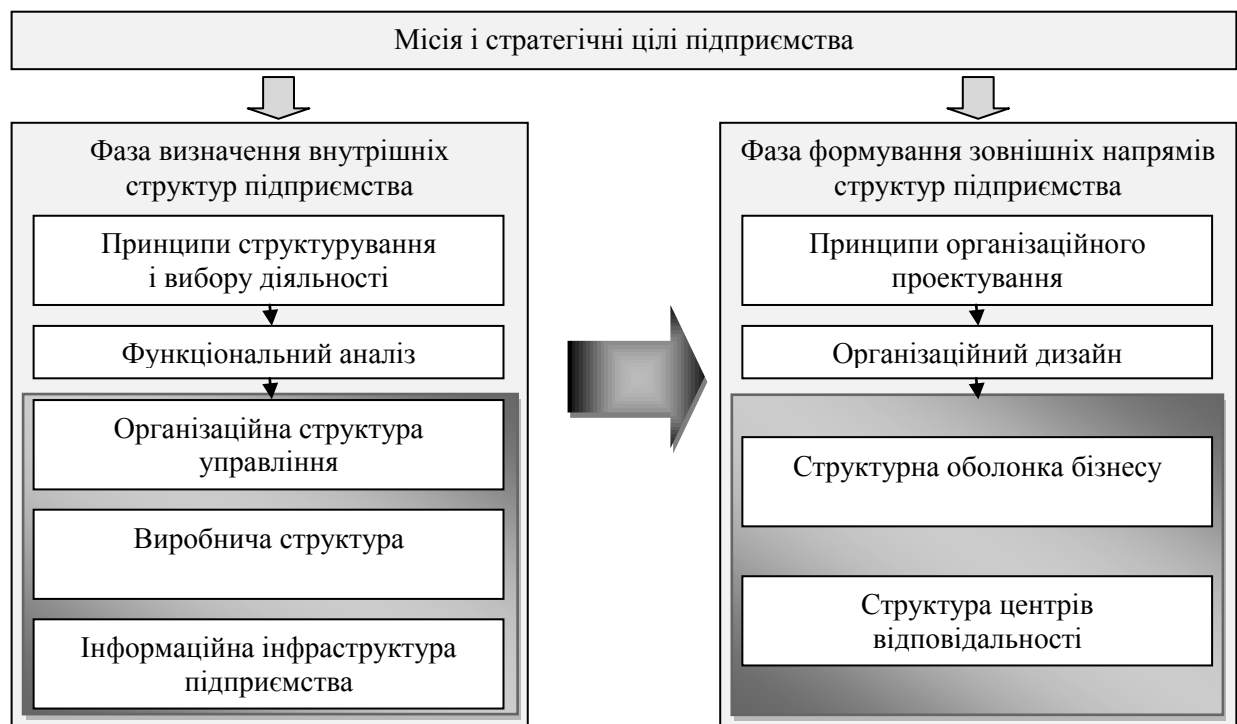 Місія і стратегічні цілі підприємства
Фаза визначення внутрішніх
структур підприємства
Принципи структурування
і вибору діяльності
Функціональний аналіз
Організаційна структура
управління
Виробнича структура
Інформаційна інфраструктура
підприємства
Фаза формування зовнішніх напрямів
структур підприємства
Принципи організаційного
проектування
Організаційний дизайн
Структурна оболонка бізнесу
Структура центрів
відповідальності